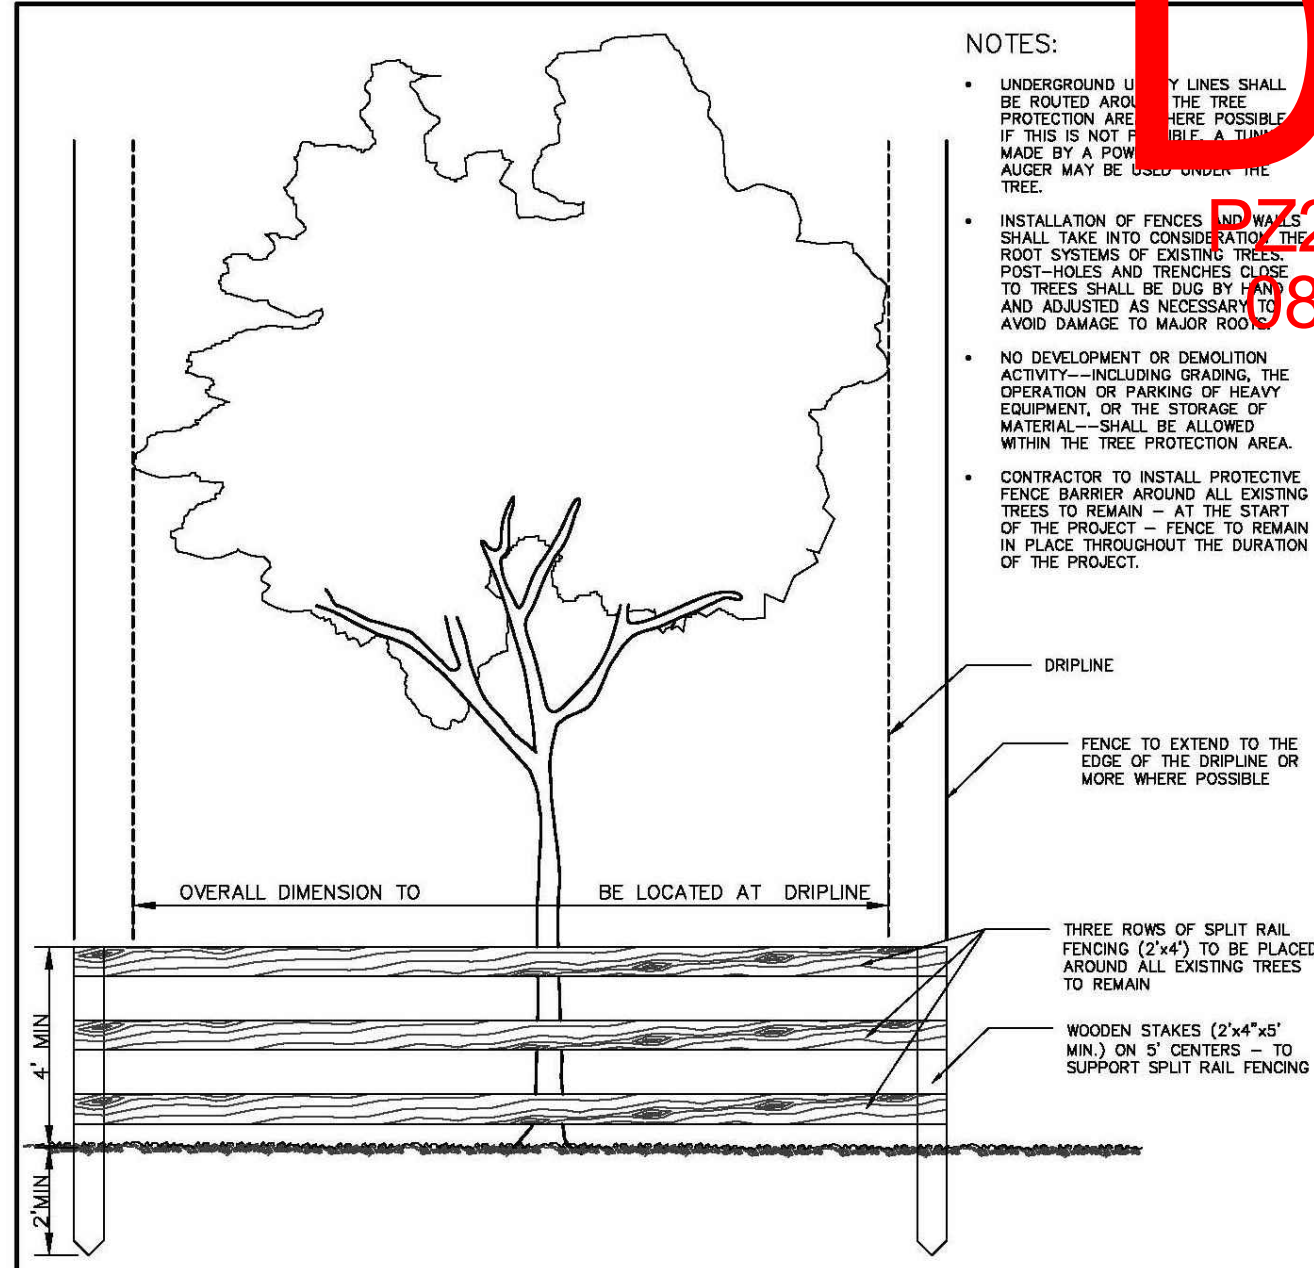 NOTES:
• UNDERGROUND LINES SHALL
BE ROUTED THE TREE
PROTECTION POSSIBLE
IF THIS IS NOT A
MADE BY A
AUGER MAY BE USED UNDER THE
TREE.
• INSTALLATION OF FENCES AND WALLS
SHALL TAKE INTO CONSIDERATION THE
ROOT SYSTEMS OF EXISTING TREES.
POST-HOLES AND TRENCHES CLOSE
TO TREES SHALL BE DUG BY HAND
AND ADJUSTED AS NECESSARY TO
AVOID DAMAGE TO MAJOR ROOTS.
• NO DEVELOPMENT OR DEMOLITION
ACTIVITY--INCLUDING GRADING, THE
OPERATION OR PARKING OF HEAVY
EQUIPMENT, OR THE STORAGE OF
MATERIAL--SHALL BE ALLOWED
WITHIN THE TREE PROTECTION AREA.
• CONTRACTOR TO INSTALL PROTECTIVE
FENCE BARRIER AROUND ALL EXISTING
TREES TO REMAIN – AT THE START
OF THE PROJECT – FENCE TO REMAIN
IN PLACE THROUGHOUT THE DURATION
OF THE PROJECT.
D
PZ2
08
DRIPLINE
FENCE TO EXTEND TO THE
EDGE OF THE DRIPLINE OR
MORE WHERE POSSIBLE
OVERALL DIMENSION TO BE LOCATED AT DRIPLINE
THREE ROWS OF SPLIT RAIL
FENCING (2'x4') TO BE PLACED
AROUND ALL EXISTING TREES
TO REMAIN
WOODEN STAKES (2'x4"x5'
MIN.) ON 5' CENTERS – TO
SUPPORT SPLIT RAIL FENCING
4' MIN
2'MIN